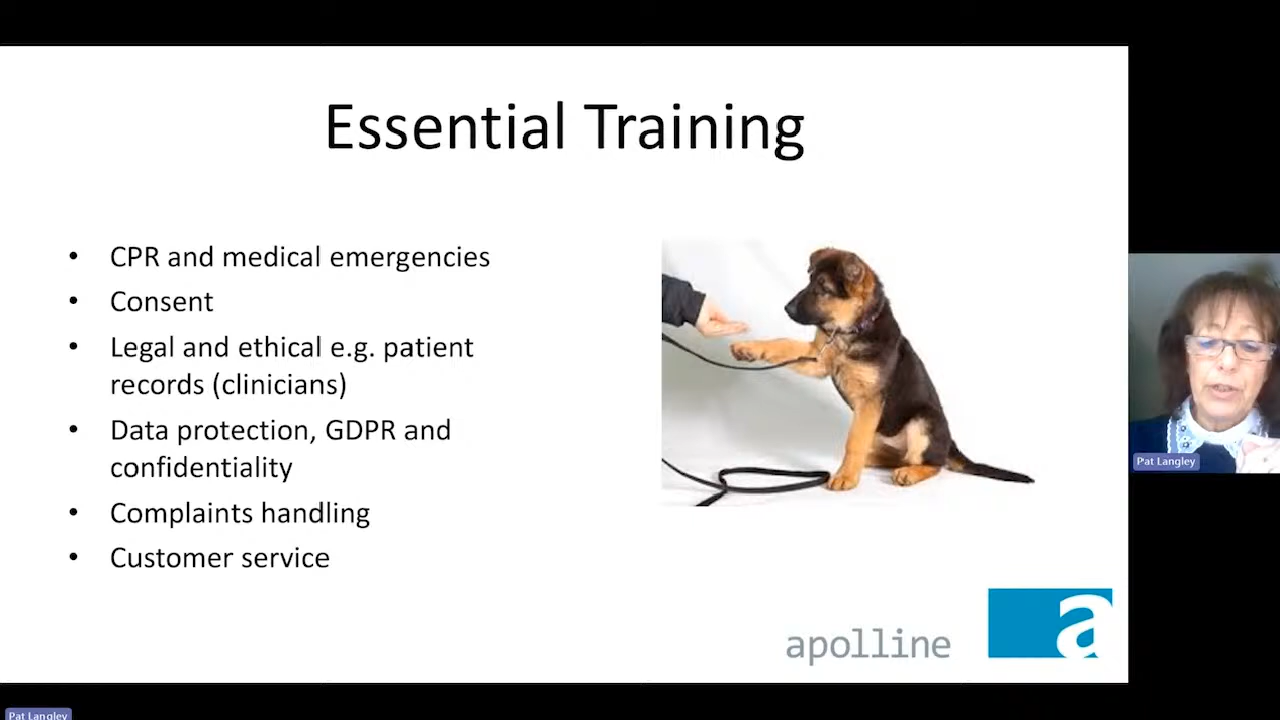 Essential Training
• CPR and medical emergencies
• Consent
• Legal and ethical e.g. patient
records (clinicians)
• Data protection, GDPR and
confidentiality
• Complaints handling
• Customer service
apolline
a
Pat Langley
Pat Langley